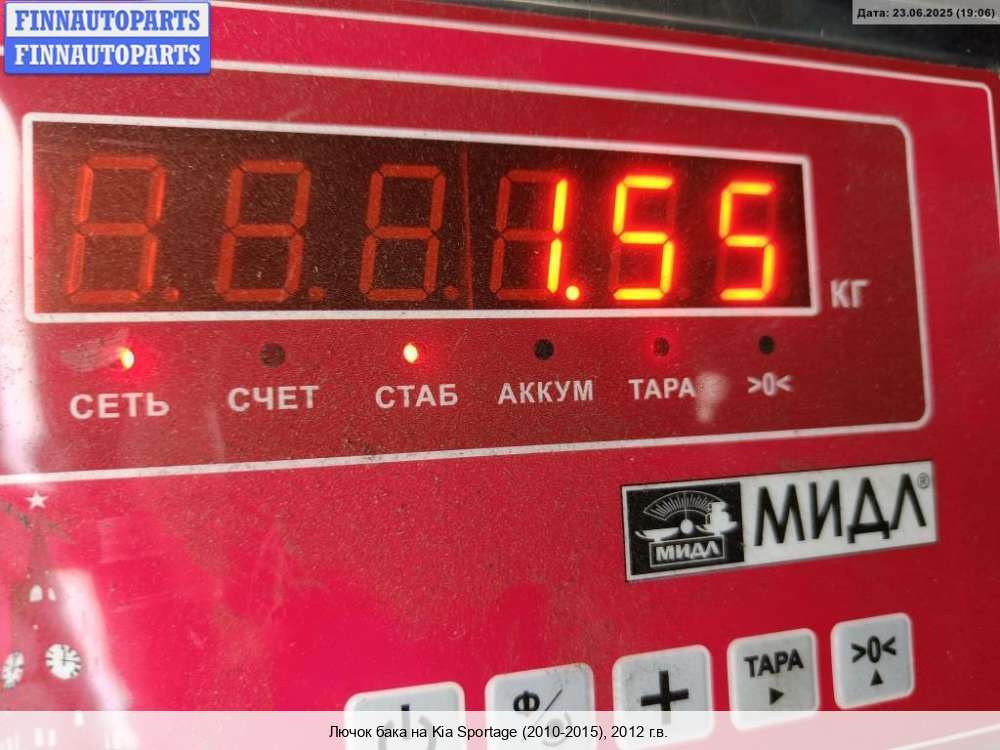 FINNAUTOPARTS
FINNAUTOPARTS
Дата: 23.06.2025 (19:06)
1.55
КГ
СЕТЬ СЧЕТ СТАБ АККУМ ТАРА >0<
МИДЛ МИДЛ®
Ф/ + ТАРА >0<
Лючок бака на Kia Sportage (2010-2015), 2012 г.в.